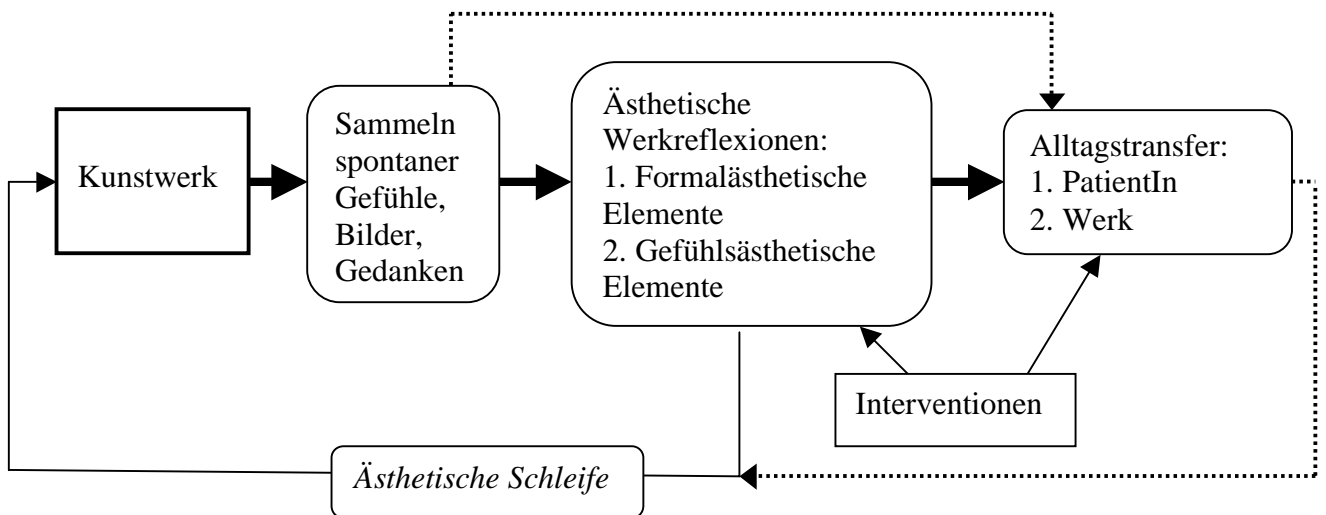 Kunstwerk
Sammeln
spontaner
Gefühle,
Bilder,
Gedanken
Ästhetische
Werkreflexionen:
1. Formalästhetische
Elemente
2. Gefühlsästhetische
Elemente
Alltagstransfer:
1. PatientIn
2. Werk
Interventionen
Ästhetische Schleife